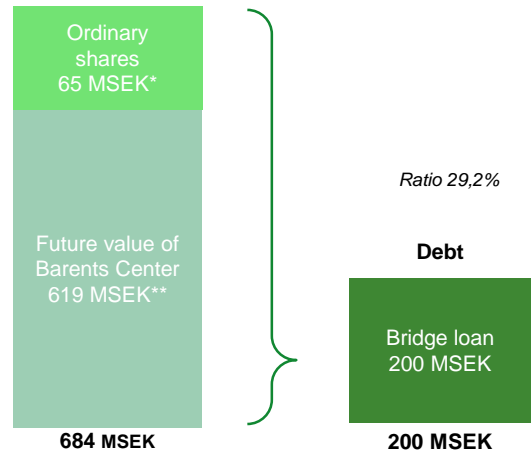 Ordinary
shares
65 MSEK*
Future value of
Barents Center
619 MSEK**
684 MSEK
Ratio 29,2%
Debt
Bridge loan
200 MSEK
200 MSEK